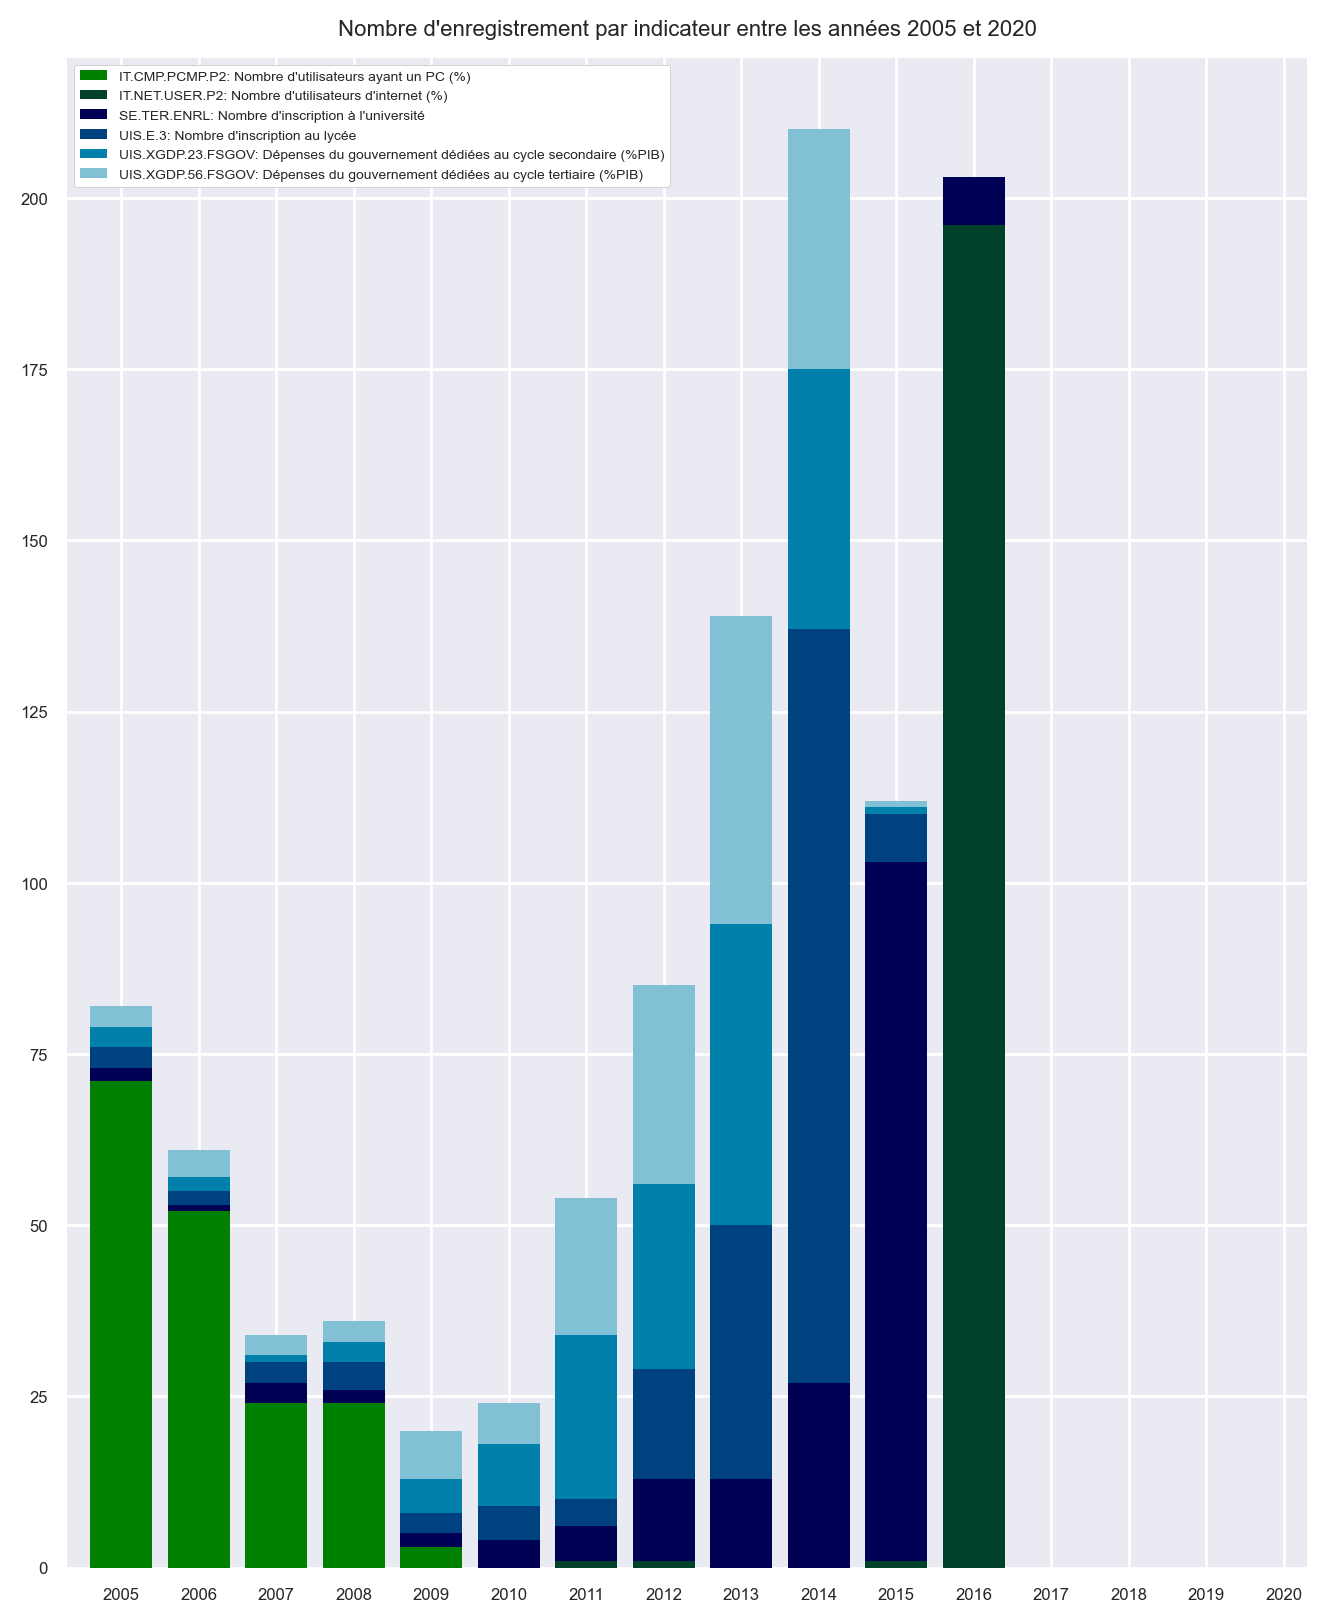 Nombre d'enregistrement par indicateur entre les années 2005 et 2020
IT.CMP.PCMP.P2: Nombre d'utilisateurs ayant un PC (%)
IT.NET.USER.P2: Nombre d'utilisateurs d'internet (%)
SE.TER.ENRL: Nombre d'inscription à l'université
UIS.E.3: Nombre d'inscription au lycée
UIS.XGDP.23.FSGOV: Dépenses du gouvernement dédiées au cycle secondaire (%PIB)
UIS.XGDP.56.FSGOV: Dépenses du gouvernement dédiées au cycle tertiaire (%PIB)
200
175
150
125
100
75
50
25
0
2005 2006 2007 2008 2009 2010 2011 2012 2013 2014 2015 2016 2017 2018 2019 2020